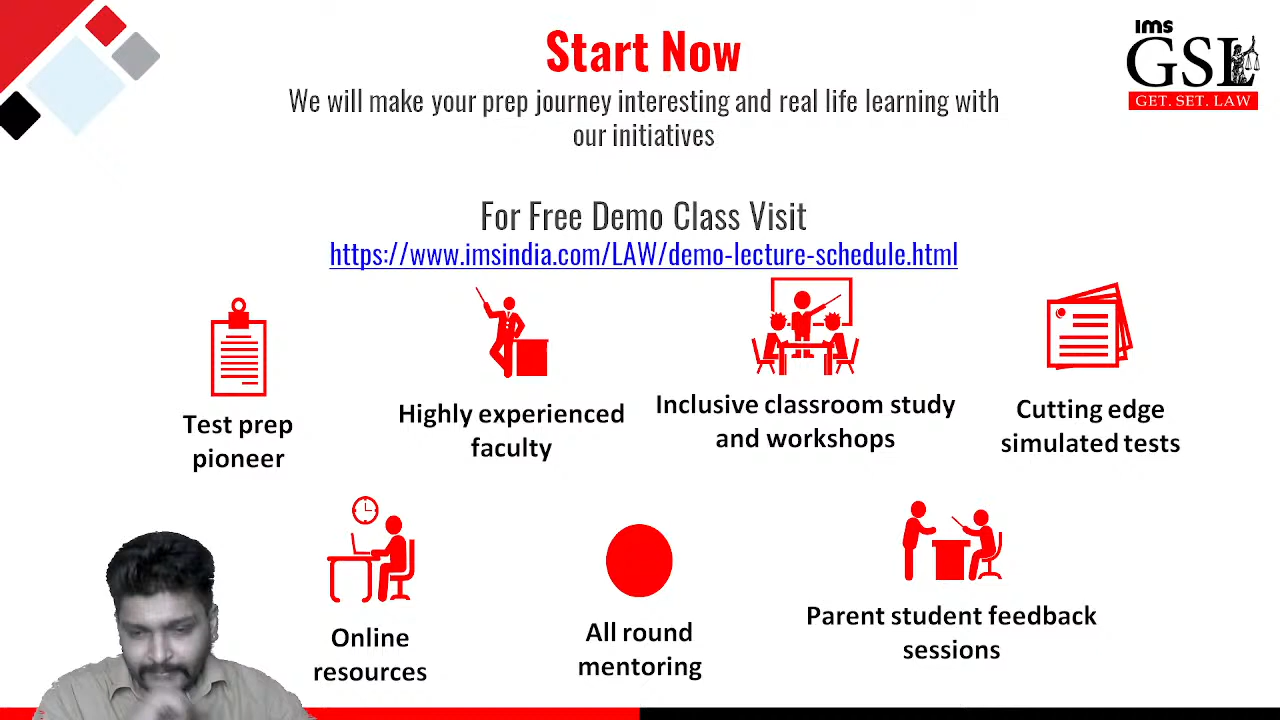 Start Now
We will make your prep journey interesting and real life learning with
our initiatives
ims
GSL
GET. SET. LAW
For Free Demo Class Visit
https://www.imsindia.com/LAW/demo-lecture-schedule.html
Test prep
pioneer
Highly experienced
faculty
Inclusive classroom study
and workshops
Cutting edge
simulated tests
Online
resources
All round
mentoring
Parent student feedback
sessions